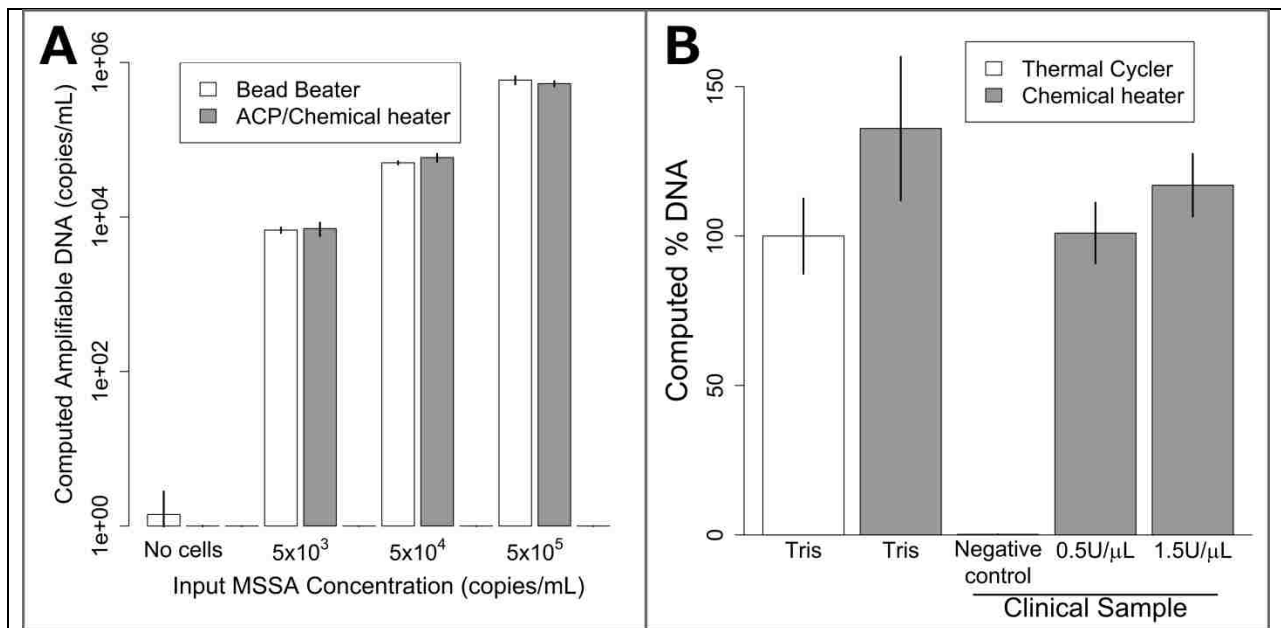 A
Bead Beater
ACP/Chemical heater
Computed Amplifiable DNA (copies/mL)
1e+06
1e+04
1e+02
1e+00
No cells
5x10³
5x10⁴
5x10⁵
Input MSSA Concentration (copies/mL)
B
Thermal Cycler
Chemical heater
Computed % DNA
150
100
50
0
Tris
Tris
Negative
control
0.5U/μL
1.5U/μL
Clinical Sample